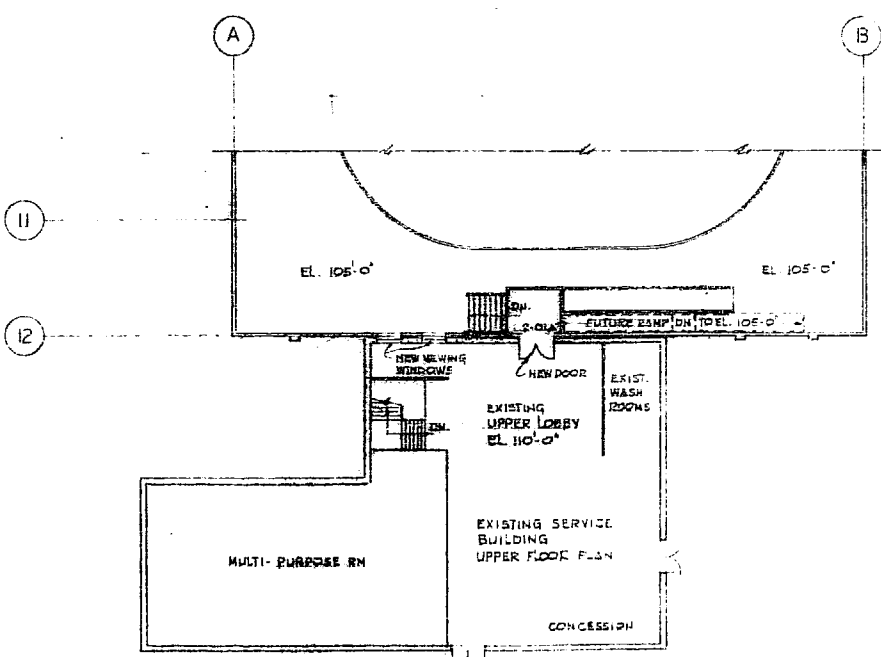 A
B
11
EL. 105'-0"
EL. 105'-0"
DN.
FUTURE RAMP DN TO EL. 105'-0"
12
NEW VIEWING
WINDOWS
NEW DOOR
EXIST.
WASH
ROOMS
EXISTING
UPPER LOBBY
EL 110'-0"
DN.
EXISTING SERVICE
BUILDING
UPPER FLOOR PLAN
MULTI-PURPOSE RM
CONCESSION